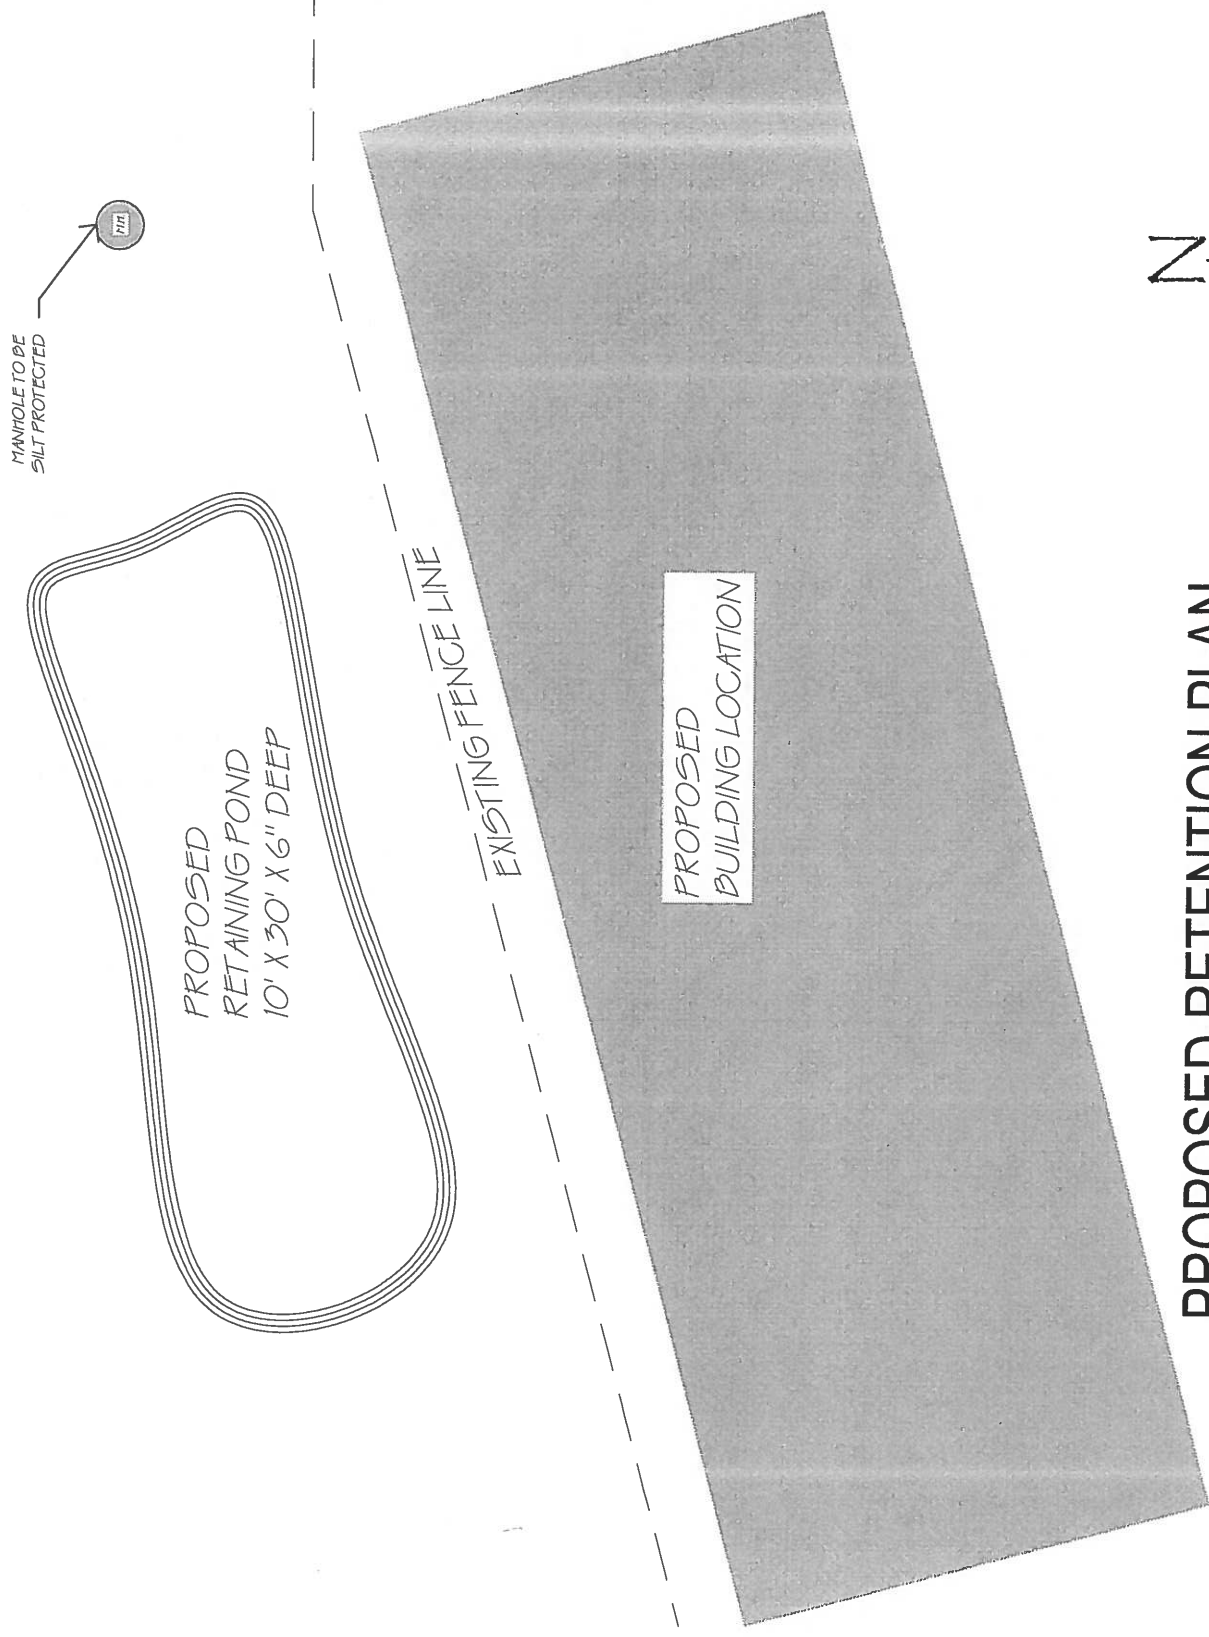 MANHOLE TO BE
SILT PROTECTED
M.H.
PROPOSED
RETAINING POND
10' X 30' X 6" DEEP
EXISTING FENCE LINE
PROPOSED
BUILDING LOCATION
N
PROPOSED RETENTION PLAN